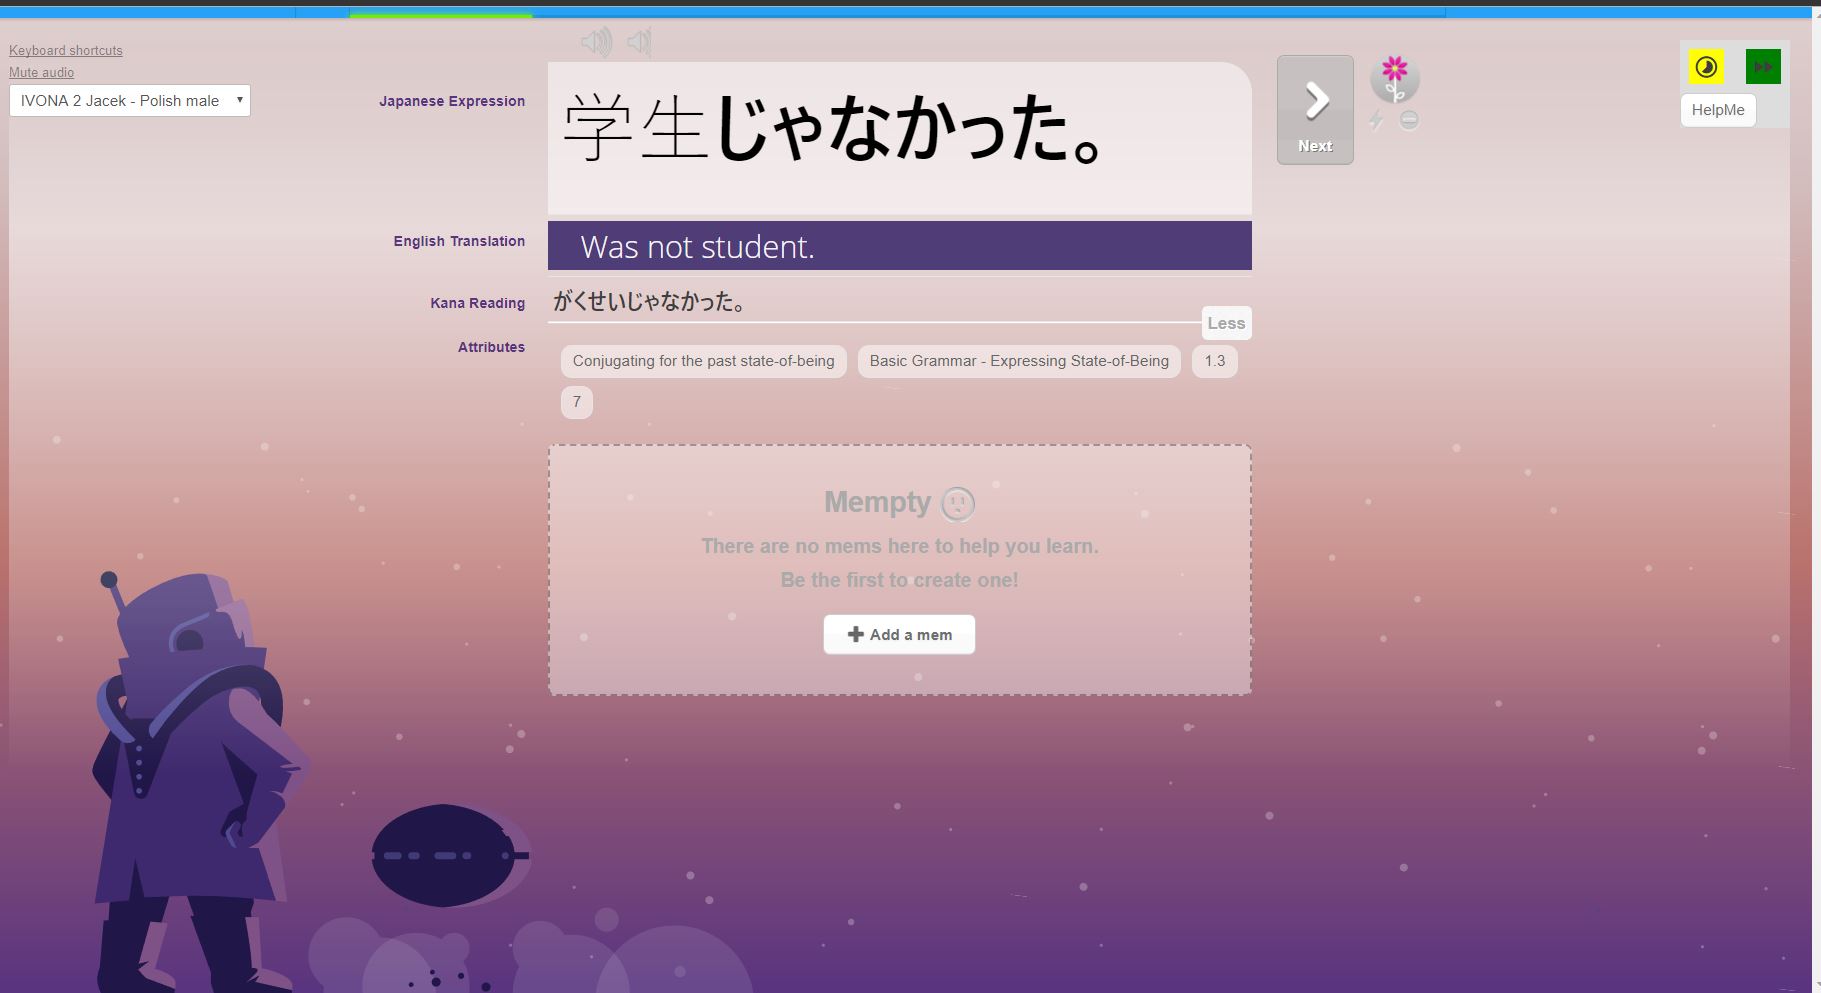 Keyboard shortcuts
Mute audio
IVONA 2 Jacek - Polish male
Japanese Expression
学生じゃなかった。
Next
HelpMe
English Translation
Was not student.
Kana Reading
がくせいじゃなかった。
Less
Attributes
Conjugating for the past state-of-being
Basic Grammar - Expressing State-of-Being
1.3
7
Mempty
There are no mems here to help you learn.
Be the first to create one!
Add a mem